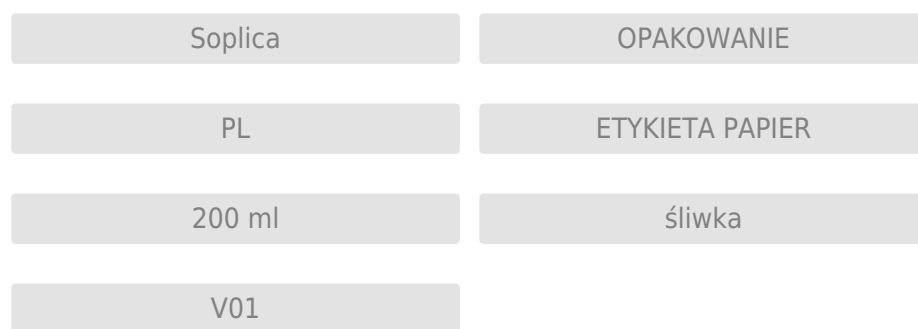 Soplica
OPAKOWANIE
PL
ETYKIETA PAPIER
200 ml
śliwka
V01